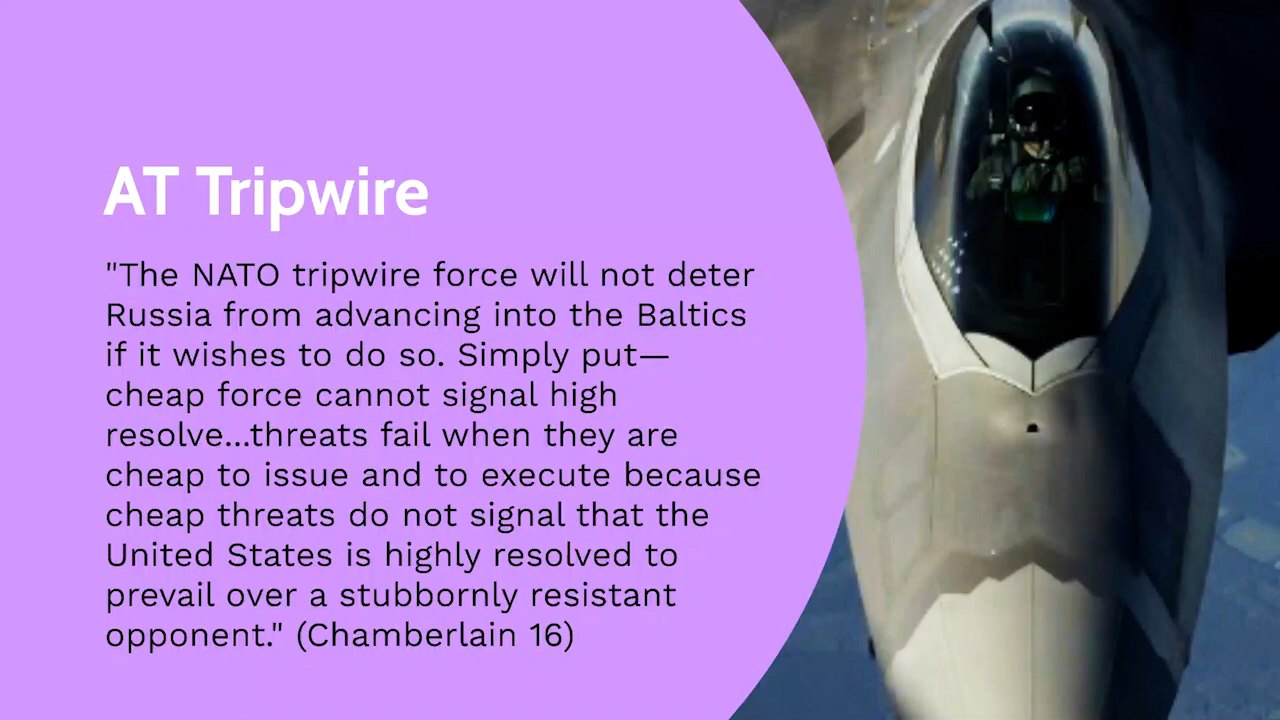 AT Tripwire
"The NATO tripwire force will not deter
Russia from advancing into the Baltics
if it wishes to do so. Simply put—
cheap force cannot signal high
resolve...threats fail when they are
cheap to issue and to execute because
cheap threats do not signal that the
United States is highly resolved to
prevail over a stubbornly resistant
opponent." (Chamberlain 16)